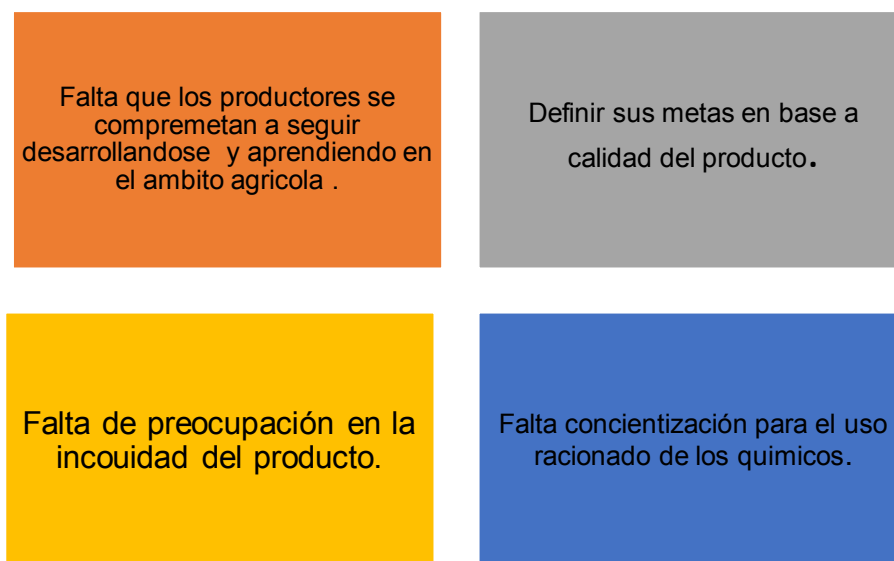 Falta que los productores se
compremetan a seguir
desarrollandose y aprendiendo en
el ambito agricola .
Definir sus metas en base a
calidad del producto.
Falta de preocupación en la
incouidad del producto.
Falta concientización para el uso
racionado de los quimicos.